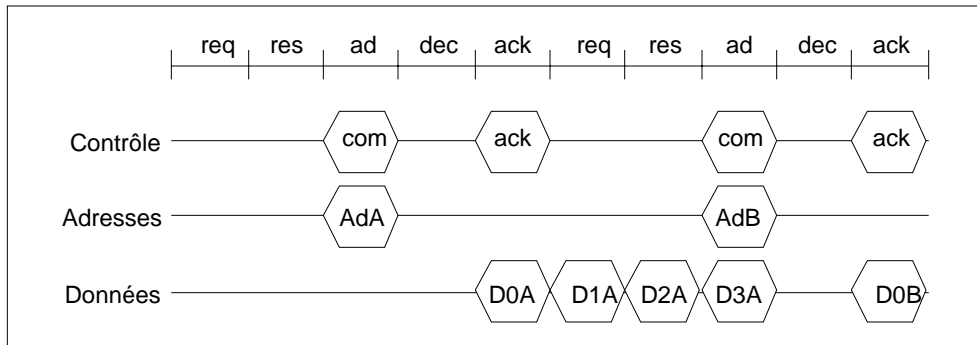 req res ad dec ack req res ad dec ack
Contrôle com ack com ack
Adresses AdA AdB
Données D0A D1A D2A D3A D0B